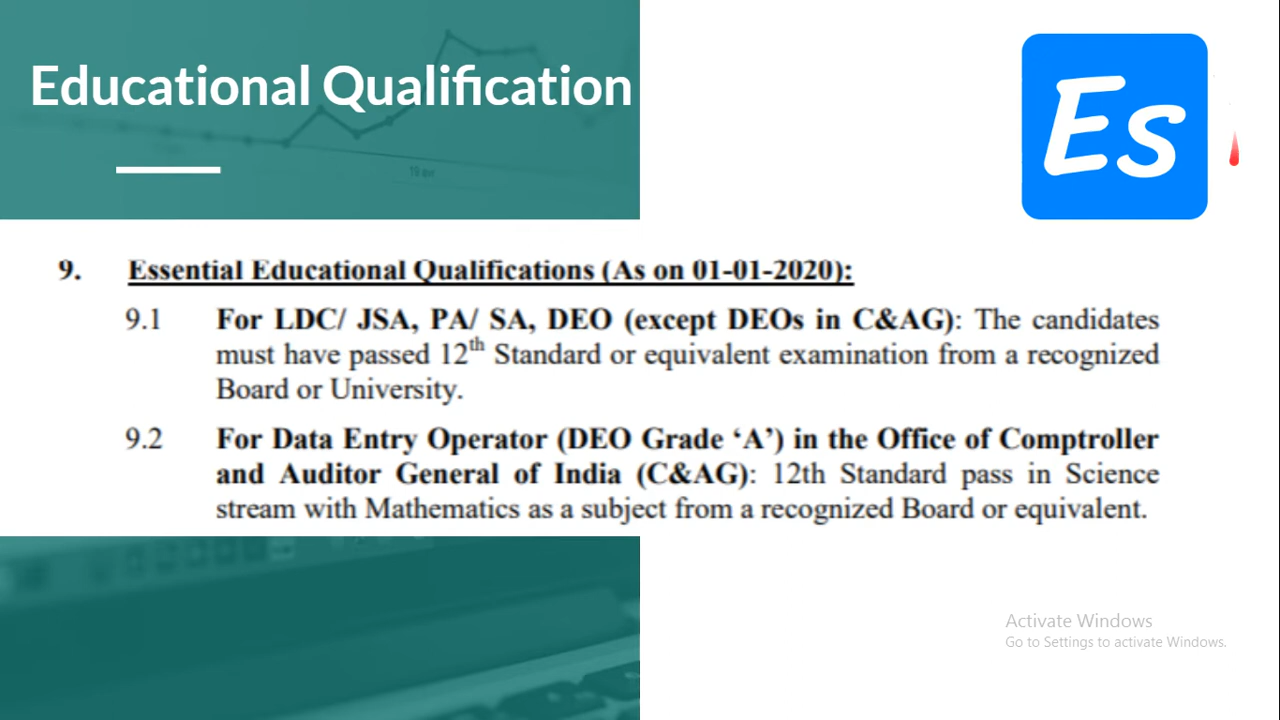 Educational Qualification
Es
9. Essential Educational Qualifications (As on 01-01-2020):
9.1 For LDC/ JSA, PA/ SA, DEO (except DEOs in C&AG): The candidates
must have passed 12th Standard or equivalent examination from a recognized
Board or University.
9.2 For Data Entry Operator (DEO Grade ‘A’) in the Office of Comptroller
and Auditor General of India (C&AG): 12th Standard pass in Science
stream with Mathematics as a subject from a recognized Board or equivalent.
Activate Windows
Go to Settings to activate Windows.